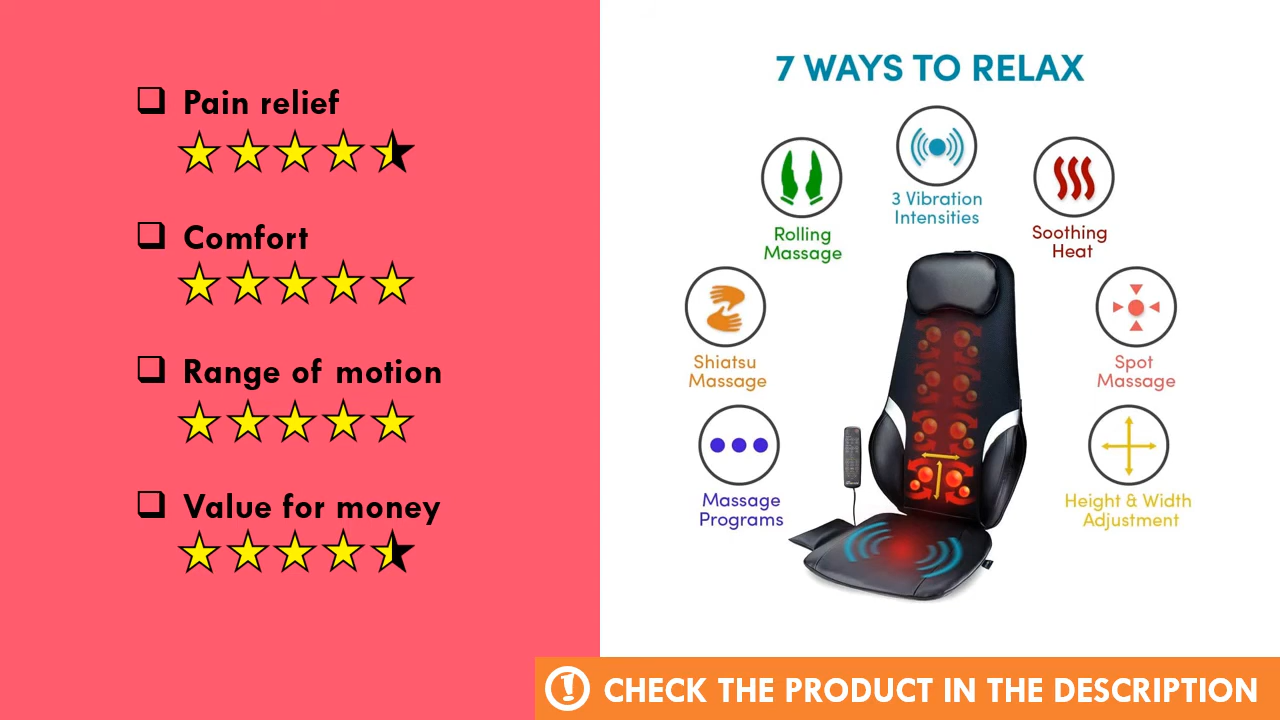 Pain relief
Comfort
Range of motion
Value for money
7 WAYS TO RELAX
3 Vibration
Intensities
Rolling
Massage
Soothing
Heat
Shiatsu
Massage
Spot
Massage
Massage
Programs
Height & Width
Adjustment
CHECK THE PRODUCT IN THE DESCRIPTION